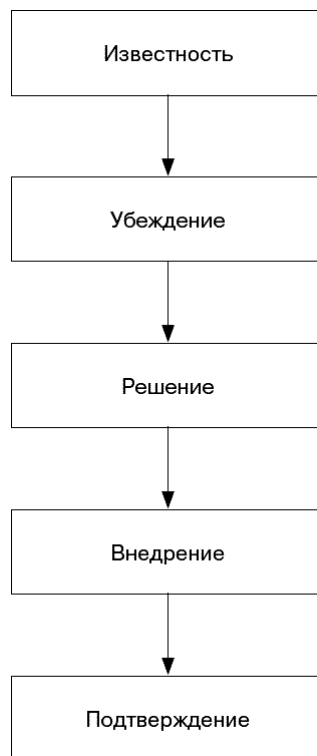 Известность
Убеждение
Решение
Внедрение
Подтверждение